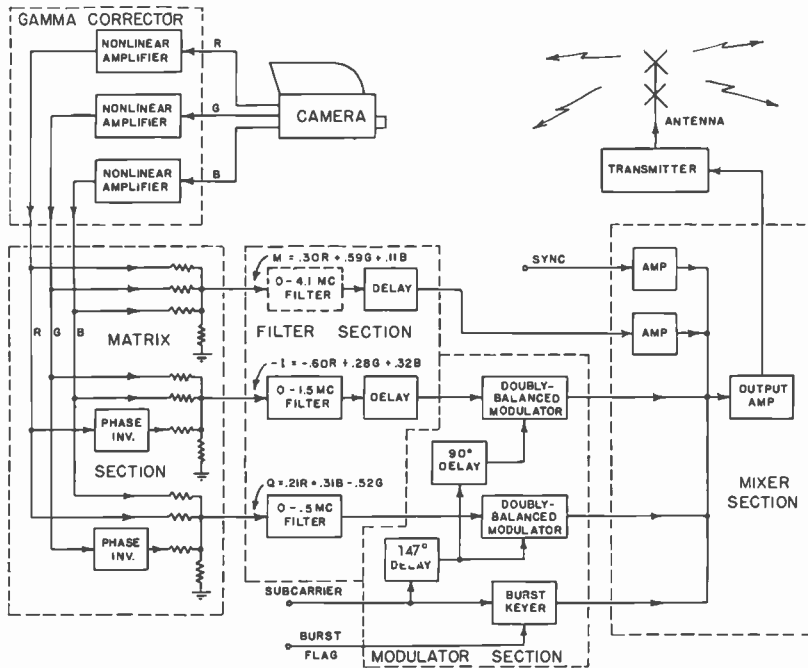 GAMMA CORRECTOR
NONLINEAR
AMPLIFIER
R
NONLINEAR
AMPLIFIER
G
CAMERA
NONLINEAR
AMPLIFIER
B
ANTENNA
TRANSMITTER
M = .30R + .59G + .11B
0-4.1 MC
FILTER
DELAY
SYNC
AMP
R
G
B
MATRIX
FILTER SECTION
AMP
-I = -.60R + .28G + .32B
0-1.5 MC
FILTER
DELAY
DOUBLY-
BALANCED
MODULATOR
OUTPUT
AMP
PHASE
INV.
SECTION
90°
DELAY
MIXER
SECTION
Q = .21R + .31B - .52G
0-.5 MC
FILTER
DOUBLY-
BALANCED
MODULATOR
PHASE
INV.
147°
DELAY
SUBCARRIER
BURST
KEYER
BURST
FLAG
MODULATOR SECTION